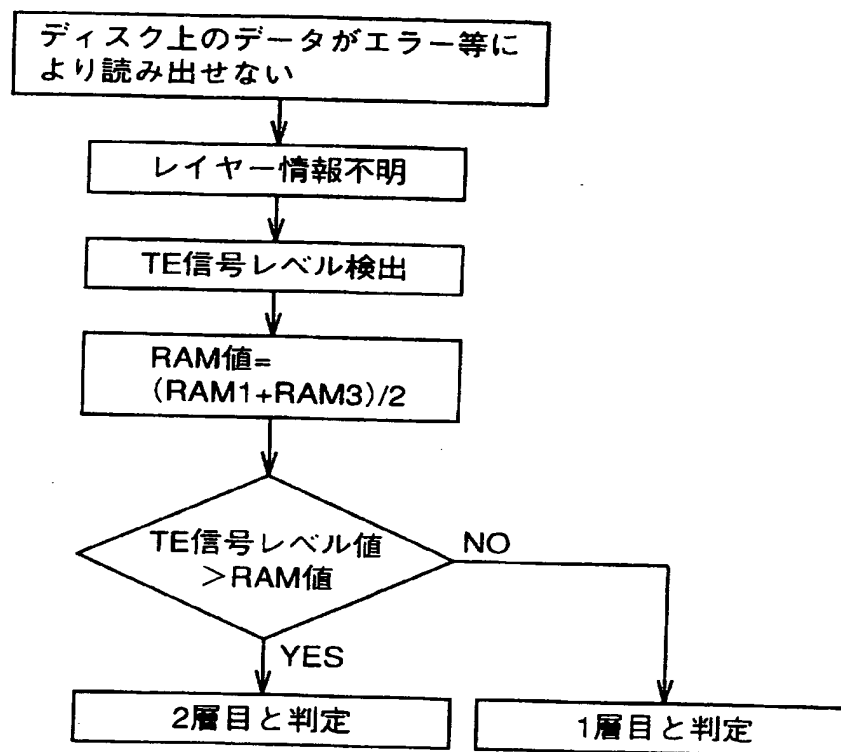 ディスク上のデータがエラー等に
より読み出せない
レイヤー情報不明
TE信号レベル検出
RAM値=
(RAM1+RAM3)/2
TE信号レベル値
>RAM値
NO
YES
2層目と判定
1層目と判定